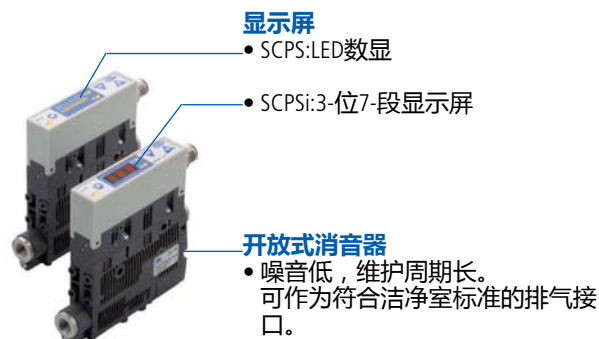 显示屏
• SCPS:LED数显
• SCPSi:3-位7-段显示屏
开放式消音器
• 噪音低，维护周期长。
可作为符合洁净室标准的排气接
口。